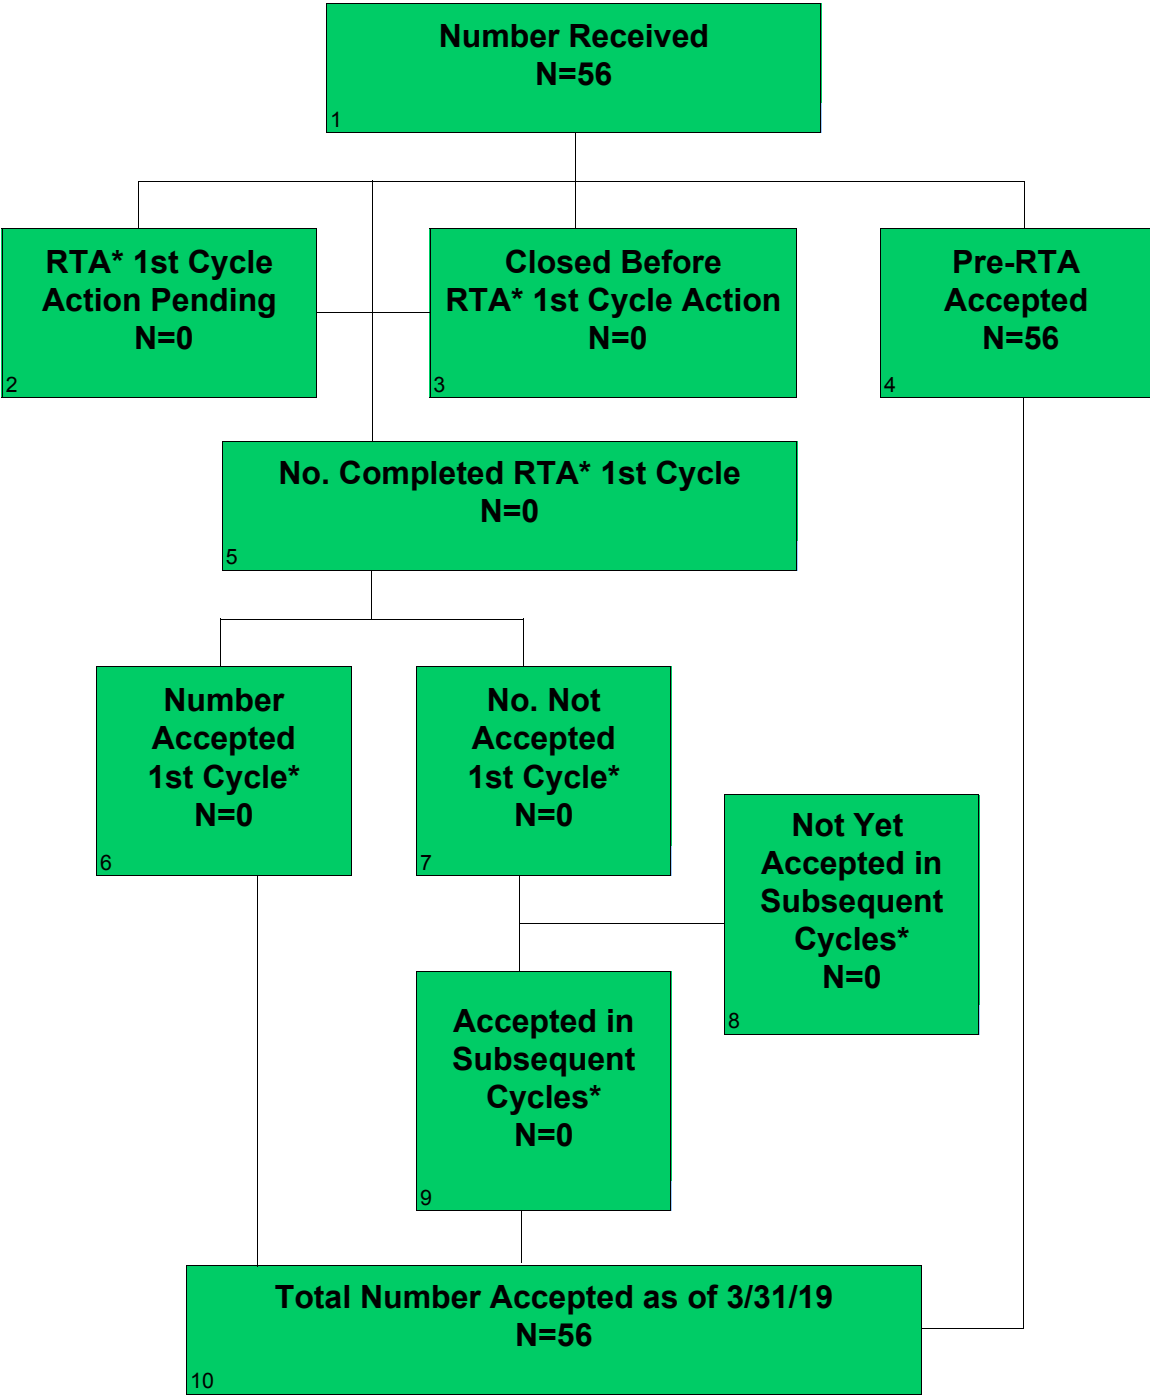 Number Received
N=56
1
RTA* 1st Cycle
Action Pending
N=0
2
Closed Before
RTA* 1st Cycle Action
N=0
3
Pre-RTA
Accepted
N=56
4
No. Completed RTA* 1st Cycle
N=0
5
Number
Accepted
1st Cycle*
N=0
6
No. Not
Accepted
1st Cycle*
N=0
7
Not Yet
Accepted in
Subsequent
Cycles*
N=0
8
Accepted in
Subsequent
Cycles*
N=0
9
Total Number Accepted as of 3/31/19
N=56
10